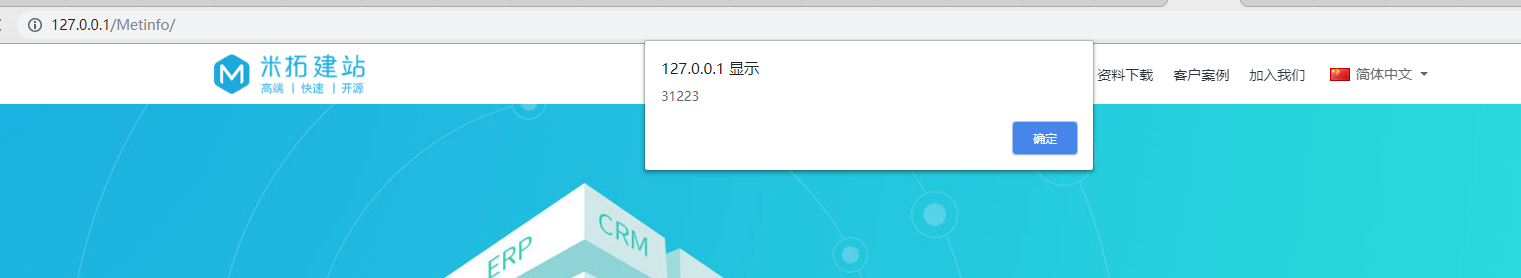 127.0.0.1/Metinfo/
米拓建站
高端 | 快速 | 开源
127.0.0.1 显示
31223
确定
资料下载 客户案例 加入我们 简体中文
ERP
CRM